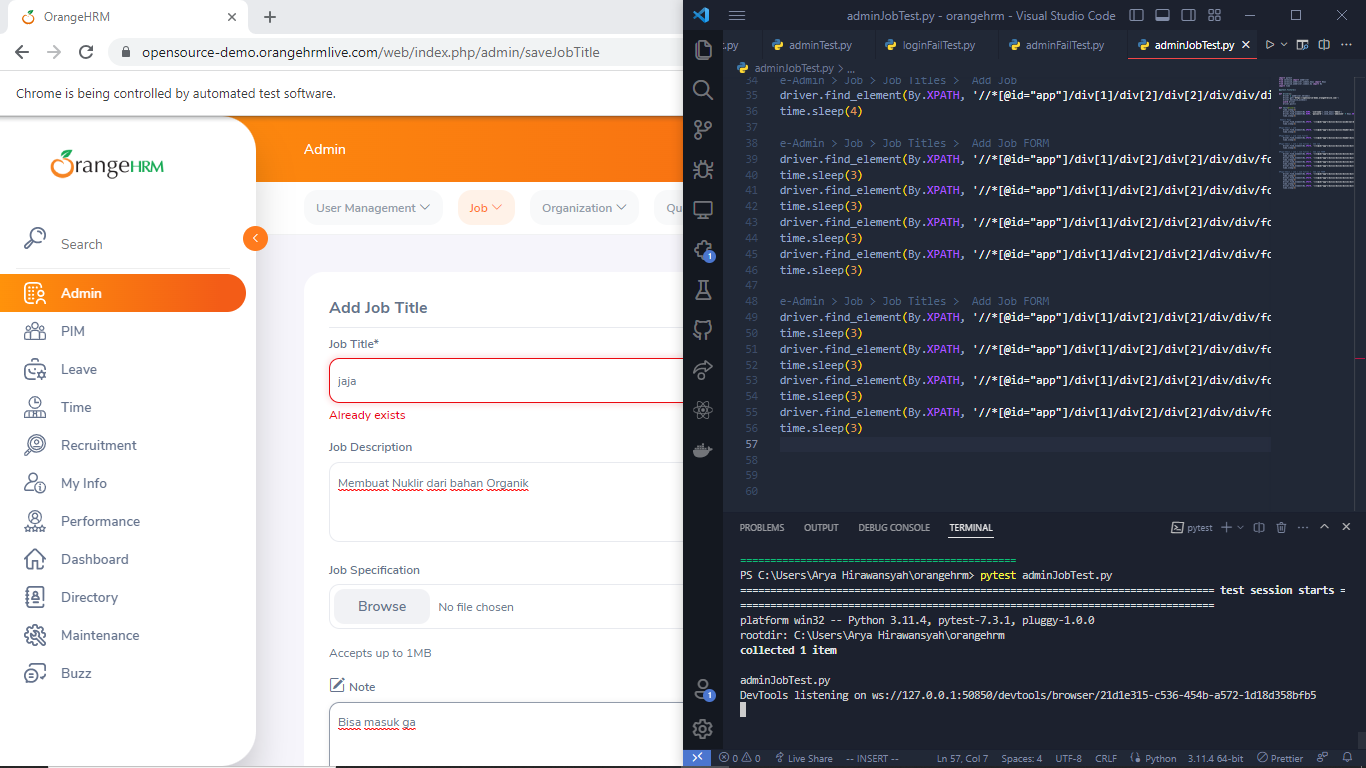 OrangeHRM
opensource-demo.orangehrmlive.com/web/index.php/admin/saveJobTitle
Chrome is being controlled by automated test software.
OrangeHRM
Search
Admin
PIM
Leave
Time
Recruitment
My Info
Performance
Dashboard
Directory
Maintenance
Buzz
Admin
User Management
Job
Organization
Qu
Add Job Title
Job Title*
jaja
Already exists
Job Description
Membuat Nuklir dari bahan Organik
Job Specification
Browse No file chosen
Accepts up to 1MB
Note
Bisa masuk ga
adminJobTest.py - orangehrm - Visual Studio Code
.py adminTest.py loginFailTest.py adminFailTest.py adminJobTest.py
adminJobTest.py > ...
34 e-Admin > Job > Job Titles > Add Job
35 driver.find_element(By.XPATH, '//*[@id="app"]/div[1]/div[2]/div[2]/div/div/di
36 time.sleep(4)
37
38 e-Admin > Job > Job Titles > Add Job FORM
39 driver.find_element(By.XPATH, '//*[@id="app"]/div[1]/div[2]/div[2]/div/div/fo
40 time.sleep(3)
41 driver.find_element(By.XPATH, '//*[@id="app"]/div[1]/div[2]/div[2]/div/div/fo
42 time.sleep(3)
43 driver.find_element(By.XPATH, '//*[@id="app"]/div[1]/div[2]/div[2]/div/div/fo
44 time.sleep(3)
45 driver.find_element(By.XPATH, '//*[@id="app"]/div[1]/div[2]/div[2]/div/div/fo
46 time.sleep(3)
47
48 e-Admin > Job > Job Titles > Add Job FORM
49 driver.find_element(By.XPATH, '//*[@id="app"]/div[1]/div[2]/div[2]/div/div/fo
50 time.sleep(3)
51 driver.find_element(By.XPATH, '//*[@id="app"]/div[1]/div[2]/div[2]/div/div/fo
52 time.sleep(3)
53 driver.find_element(By.XPATH, '//*[@id="app"]/div[1]/div[2]/div[2]/div/div/fo
54 time.sleep(3)
55 driver.find_element(By.XPATH, '//*[@id="app"]/div[1]/div[2]/div[2]/div/div/fo
56 time.sleep(3)
57
58
59
60
PROBLEMS OUTPUT DEBUG CONSOLE TERMINAL pytest
==============================================
PS C:\Users\Arya Hirawansyah\orangehrm> pytest adminJobTest.py
=============================================================================== test session starts =
===============================================================================
platform win32 -- Python 3.11.4, pytest-7.3.1, pluggy-1.0.0
rootdir: C:\Users\Arya Hirawansyah\orangehrm
collected 1 item
adminJobTest.py
DevTools listening on ws://127.0.0.1:50850/devtools/browser/21d1e315-c536-454b-a572-1d18d358bfb5
1
1
0 0 Live Share -- INSERT -- Ln 57, Col 7 Spaces: 4 UTF-8 CRLF Python 3.11.4 64-bit Prettier